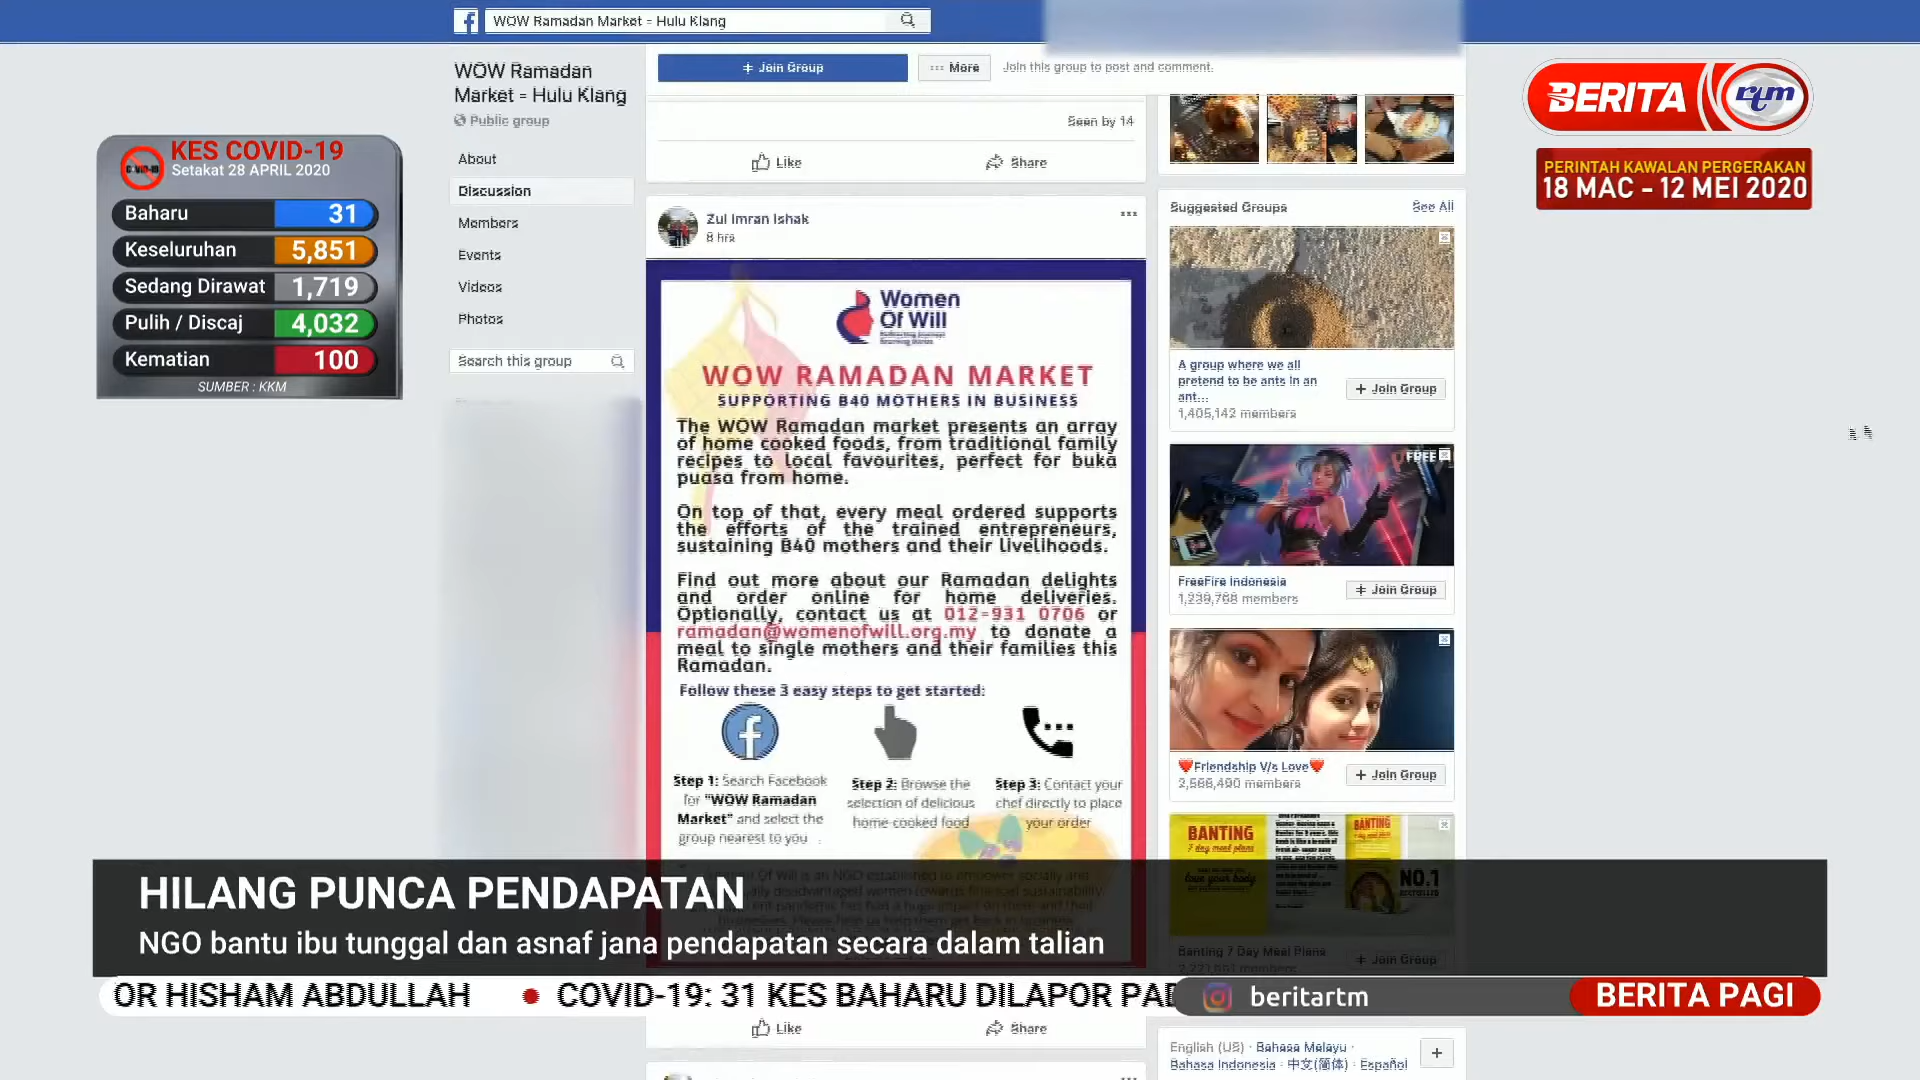 WOW Ramadan Market = Hulu Klang
WOW Ramadan
Market = Hulu Klang
Public group
About
Discussion
Members
Events
Videos
Photos
Search this group
+ Join Group
More
Join this group to post and comment.
Seen by 14
Like
Share
Zul Imran Ishak
8 hrs
Women
Of Will
WOW RAMADAN MARKET
SUPPORTING B40 MOTHERS IN BUSINESS
The WOW Ramadan market presents an array
of home cooked foods, from traditional family
recipes to local favourites, perfect for buka
puasa from home.
On top of that, every meal ordered supports
the efforts of the trained entrepreneurs,
sustaining B40 mothers and their livelihoods.
Find out more about our Ramadan delights
and order online for home deliveries.
Optionally, contact us at 012-931 0706 or
ramadan@womenofwill.org.my to donate a
meal to single mothers and their families this
Ramadan.
Follow these 3 easy steps to get started:
Step 1: Search Facebook
for "WOW Ramadan
Market" and select the
group nearest to you
Step 2: Browse the
selection of delicious
home-cooked food
Step 3: Contact your
chef directly to place
your order
Like
Share
Suggested Groups
See All
A group where we all
pretend to be ants in an
ant...
1,405,142 members
+ Join Group
FREE
FreeFire Indonesia
1,239,768 members
+ Join Group
❤️Friendship V/s Love❤️
2,566,490 members
+ Join Group
BANTING
7 day meal plans
love your body
BANTING
NO.1
Banting 7 Day Meal Plans
+ Join Group
English (US) · Bahasa Melayu ·
Bahasa Indonesia · 中文(简体) · Español
+
KES COVID-19
Setakat 28 APRIL 2020
Baharu 31
Keseluruhan 5,851
Sedang Dirawat 1,719
Pulih / Discaj 4,032
Kematian 100
SUMBER : KKM
BERITA rtm
PERINTAH KAWALAN PERGERAKAN
18 MAC - 12 MEI 2020
HILANG PUNCA PENDAPATAN
NGO bantu ibu tunggal dan asnaf jana pendapatan secara dalam talian
OR HISHAM ABDULLAH ● COVID-19: 31 KES BAHARU DILAPOR PAD
beritartm
BERITA PAGI